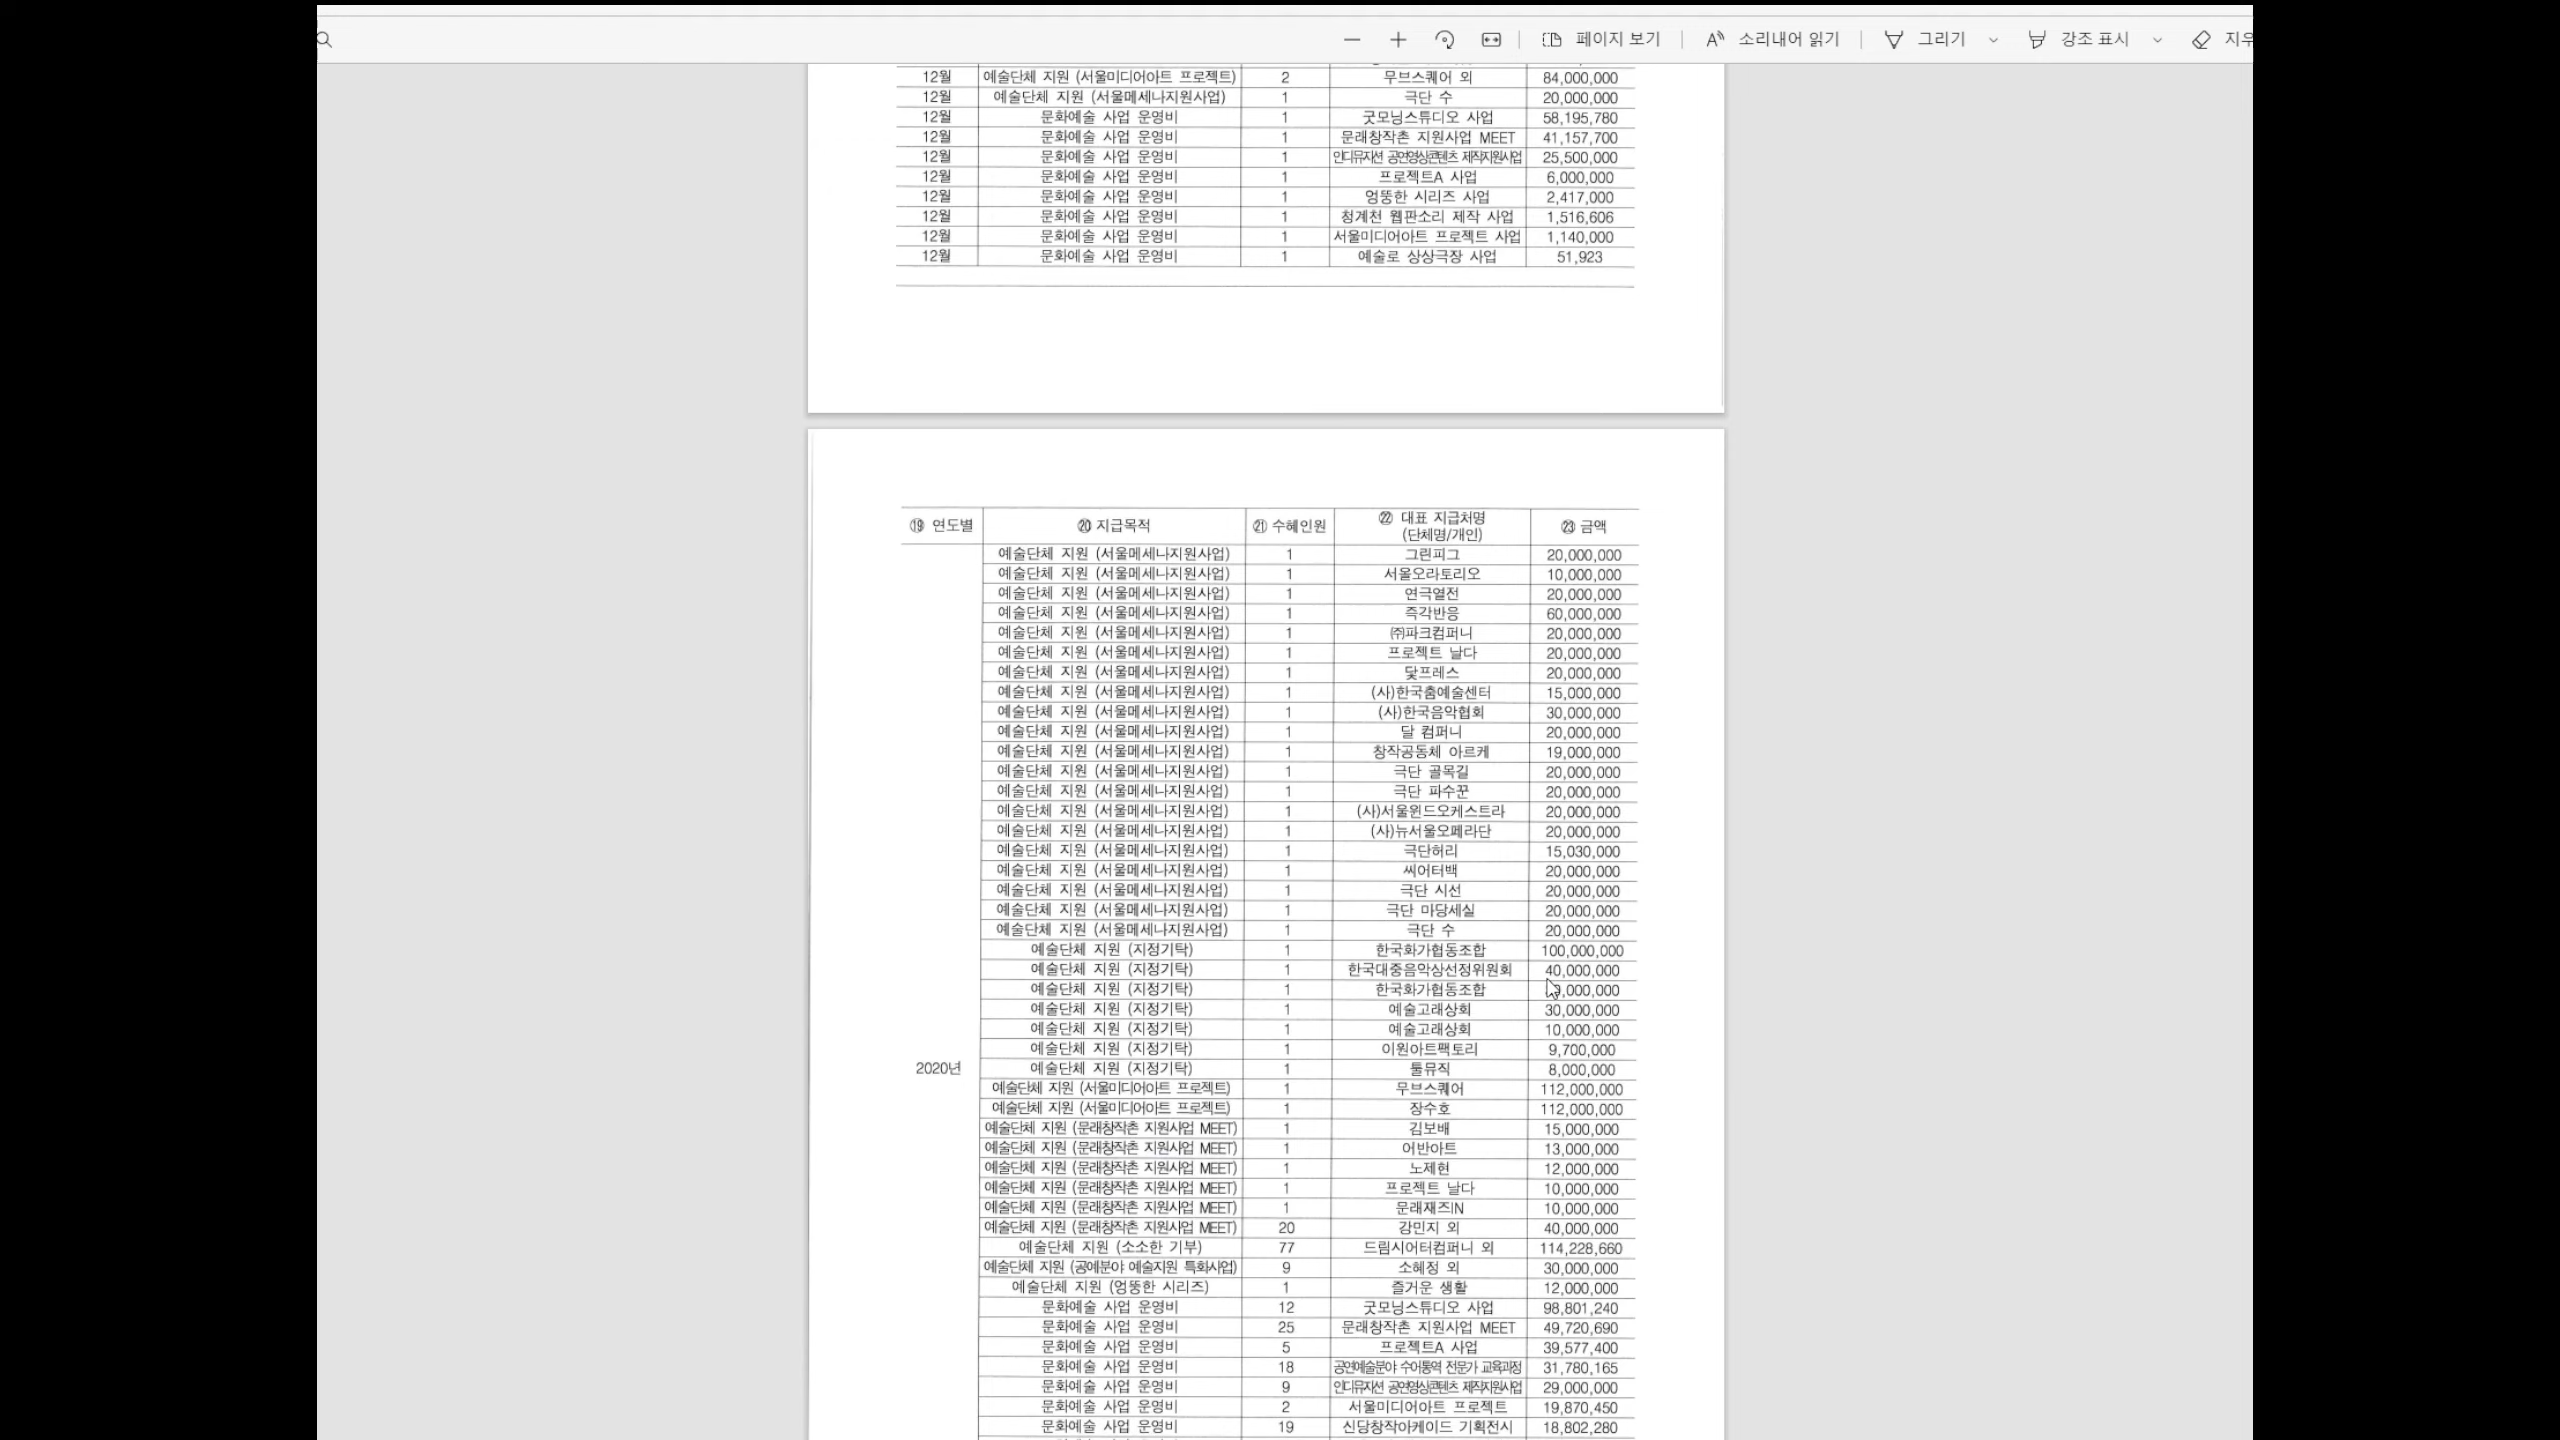 페이지 보기 소리내어 읽기 그리기 강조 표시 지우
12월 예술단체 지원 (서울미디어아트 프로젝트) 2 무브스퀘어 외 84,000,000
12월 예술단체 지원 (서울메세나지원사업) 1 극단 수 20,000,000
12월 문화예술 사업 운영비 1 굿모닝스튜디오 사업 58,195,780
12월 문화예술 사업 운영비 1 문래창작촌 지원사업 MEET 41,157,700
12월 문화예술 사업 운영비 1 인디뮤지션 공연영상콘텐츠 제작지원사업 25,500,000
12월 문화예술 사업 운영비 1 프로젝트A 사업 6,000,000
12월 문화예술 사업 운영비 1 엉뚱한 시리즈 사업 2,417,000
12월 문화예술 사업 운영비 1 청계천 웹판소리 제작 사업 1,516,606
12월 문화예술 사업 운영비 1 서울미디어아트 프로젝트 사업 1,140,000
12월 문화예술 사업 운영비 1 예술로 상상극장 사업 51,923
⑲ 연도별 ⑳ 지급목적 ㉑ 수혜인원 ㉒ 대표 지급처명 (단체명/개인) ㉓ 금액
예술단체 지원 (서울메세나지원사업) 1 그린피그 20,000,000
예술단체 지원 (서울메세나지원사업) 1 서울오라토리오 10,000,000
예술단체 지원 (서울메세나지원사업) 1 연극열전 20,000,000
예술단체 지원 (서울메세나지원사업) 1 즉각반응 60,000,000
예술단체 지원 (서울메세나지원사업) 1 ㈜파크컴퍼니 20,000,000
예술단체 지원 (서울메세나지원사업) 1 프로젝트 날다 20,000,000
예술단체 지원 (서울메세나지원사업) 1 닻프레스 20,000,000
예술단체 지원 (서울메세나지원사업) 1 (사)한국춤예술센터 15,000,000
예술단체 지원 (서울메세나지원사업) 1 (사)한국음악협회 30,000,000
예술단체 지원 (서울메세나지원사업) 1 달 컴퍼니 20,000,000
예술단체 지원 (서울메세나지원사업) 1 창작공동체 아르케 19,000,000
예술단체 지원 (서울메세나지원사업) 1 극단 골목길 20,000,000
예술단체 지원 (서울메세나지원사업) 1 극단 파수꾼 20,000,000
예술단체 지원 (서울메세나지원사업) 1 (사)서울윈드오케스트라 20,000,000
예술단체 지원 (서울메세나지원사업) 1 (사)뉴서울오페라단 20,000,000
예술단체 지원 (서울메세나지원사업) 1 극단허리 15,030,000
예술단체 지원 (서울메세나지원사업) 1 씨어터백 20,000,000
예술단체 지원 (서울메세나지원사업) 1 극단 시선 20,000,000
예술단체 지원 (서울메세나지원사업) 1 극단 마당세실 20,000,000
예술단체 지원 (서울메세나지원사업) 1 극단 수 20,000,000
예술단체 지원 (지정기탁) 1 한국화가협동조합 100,000,000
예술단체 지원 (지정기탁) 1 한국대중음악상선정위원회 40,000,000
예술단체 지원 (지정기탁) 1 한국화가협동조합
예술단체 지원 (지정기탁) 1 예술고래상회 30,000,000
예술단체 지원 (지정기탁) 1 예술고래상회 10,000,000
예술단체 지원 (지정기탁) 1 이원아트팩토리 9,700,000
2020년 예술단체 지원 (지정기탁) 1 툴뮤직 8,000,000
예술단체 지원 (서울미디어아트 프로젝트) 1 무브스퀘어 112,000,000
예술단체 지원 (서울미디어아트 프로젝트) 1 장수호 112,000,000
예술단체 지원 (문래창작촌 지원사업 MEET) 1 김보배 15,000,000
예술단체 지원 (문래창작촌 지원사업 MEET) 1 어반아트 13,000,000
예술단체 지원 (문래창작촌 지원사업 MEET) 1 노제현 12,000,000
예술단체 지원 (문래창작촌 지원사업 MEET) 1 프로젝트 날다 10,000,000
예술단체 지원 (문래창작촌 지원사업 MEET) 1 문래재즈IN 10,000,000
예술단체 지원 (문래창작촌 지원사업 MEET) 20 강민지 외 40,000,000
예술단체 지원 (소소한 기부) 77 드림시어터컴퍼니 외 114,228,660
예술단체 지원 (공예분야 예술지원 특화사업) 9 소혜정 외 30,000,000
예술단체 지원 (엉뚱한 시리즈) 1 즐거운 생활 12,000,000
문화예술 사업 운영비 12 굿모닝스튜디오 사업 98,801,240
문화예술 사업 운영비 25 문래창작촌 지원사업 MEET 49,720,690
문화예술 사업 운영비 5 프로젝트A 사업 39,577,400
문화예술 사업 운영비 18 공연예술분야 수어통역 전문가 교육과정 31,780,165
문화예술 사업 운영비 9 인디뮤지션 공연영상콘텐츠 제작지원사업 29,000,000
문화예술 사업 운영비 2 서울미디어아트 프로젝트 19,870,450
문화예술 사업 운영비 19 신당창작아케이드 기획전시 18,802,280